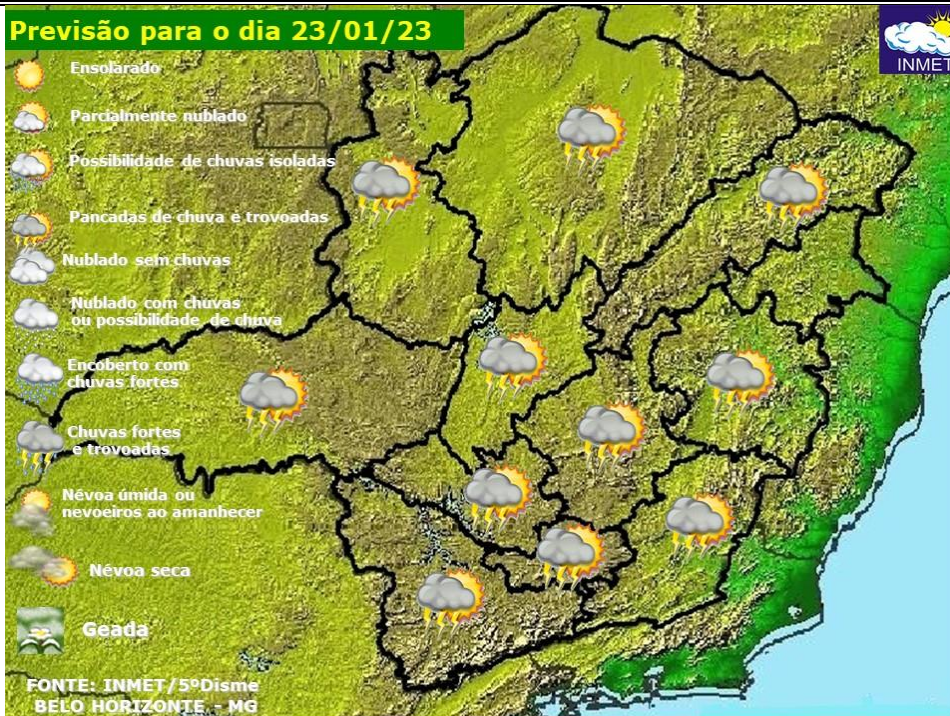 Previsão para o dia 23/01/23
INMET
Ensolarado
Parcialmente nublado
Possibilidade de chuvas isoladas
Pancadas de chuva e trovoadas
Nublado sem chuvas
Nublado com chuvas
ou possibilidade de chuva
Encoberto com
chuvas fortes
Chuvas fortes
e trovoadas
Névoa úmida ou
nevoeiros ao amanhecer
Névoa seca
Geada
FONTE: INMET/5ºDisme
BELO HORIZONTE - MG